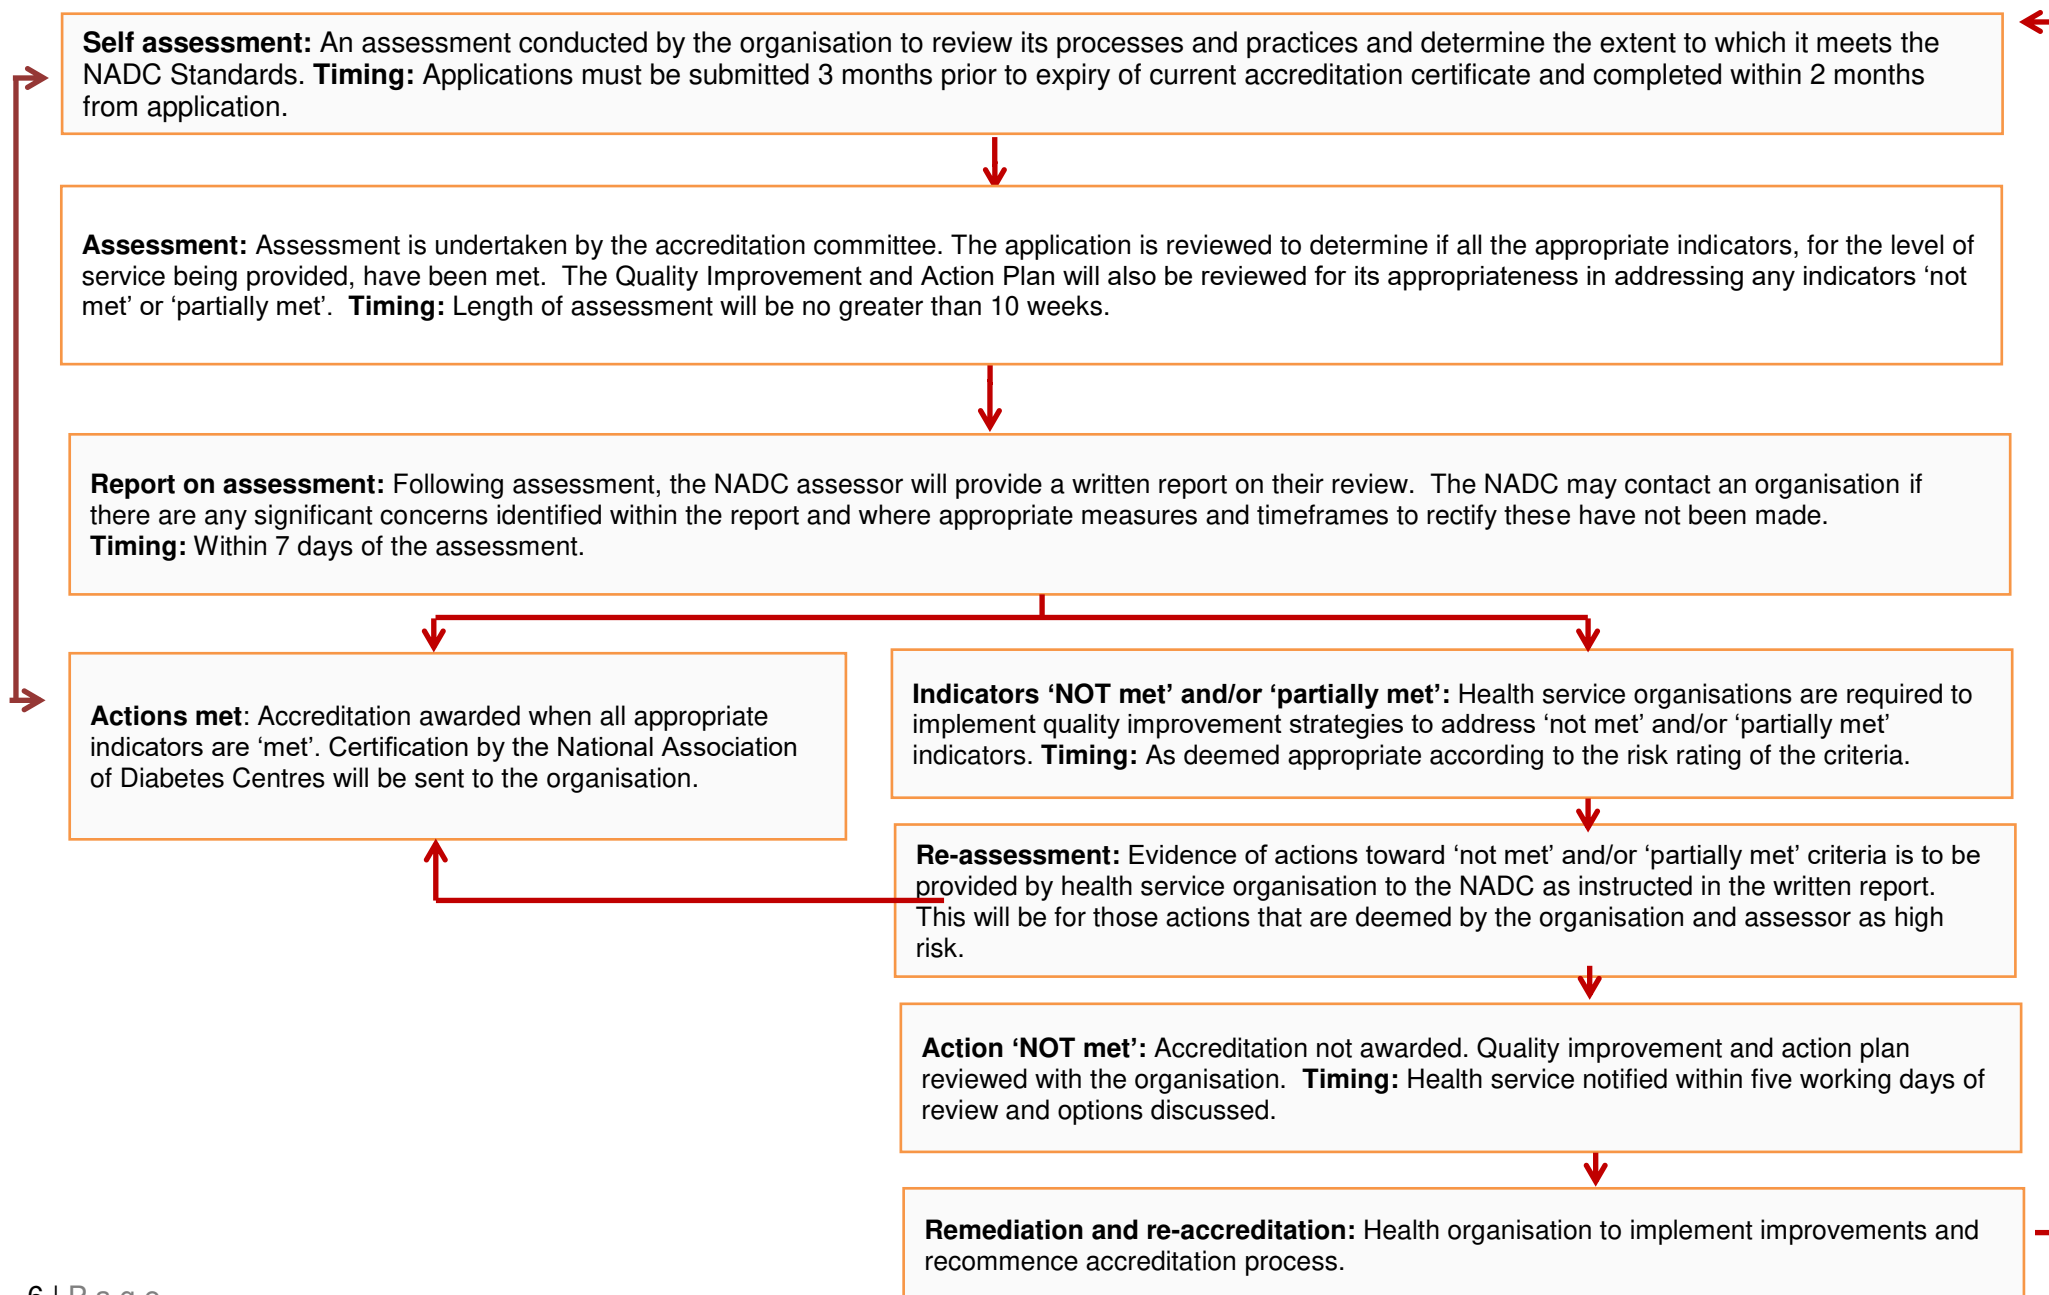 Self assessment: An assessment conducted by the organisation to review its processes and practices and determine the extent to which it meets the
NADC Standards. Timing: Applications must be submitted 3 months prior to expiry of current accreditation certificate and completed within 2 months
from application.
Assessment: Assessment is undertaken by the accreditation committee. The application is reviewed to determine if all the appropriate indicators, for the level of
service being provided, have been met. The Quality Improvement and Action Plan will also be reviewed for its appropriateness in addressing any indicators ‘not
met’ or ‘partially met’. Timing: Length of assessment will be no greater than 10 weeks.
Report on assessment: Following assessment, the NADC assessor will provide a written report on their review. The NADC may contact an organisation if
there are any significant concerns identified within the report and where appropriate measures and timeframes to rectify these have not been made.
Timing: Within 7 days of the assessment.
Actions met: Accreditation awarded when all appropriate
indicators are ‘met’. Certification by the National Association
of Diabetes Centres will be sent to the organisation.
Indicators ‘NOT met’ and/or ‘partially met’: Health service organisations are required to
implement quality improvement strategies to address ‘not met’ and/or ‘partially met’
indicators. Timing: As deemed appropriate according to the risk rating of the criteria.
Re-assessment: Evidence of actions toward ‘not met’ and/or ‘partially met’ criteria is to be
provided by health service organisation to the NADC as instructed in the written report.
This will be for those actions that are deemed by the organisation and assessor as high
risk.
Action ‘NOT met’: Accreditation not awarded. Quality improvement and action plan
reviewed with the organisation. Timing: Health service notified within five working days of
review and options discussed.
Remediation and re-accreditation: Health organisation to implement improvements and
recommence accreditation process.
6 | P a g e